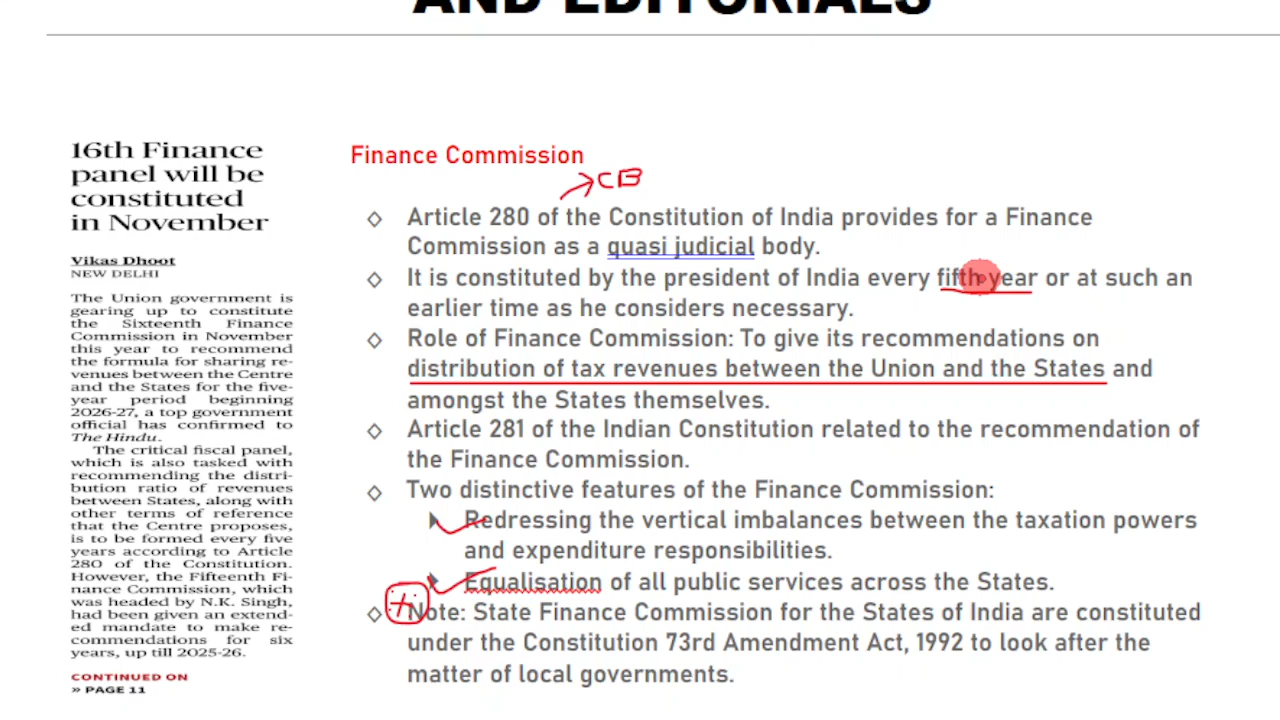 AND EDITORIALS
16th Finance
panel will be
constituted
in November
Vikas Dhoot
NEW DELHI
The Union government is
gearing up to constitute
the Sixteenth Finance
Commission in November
this year to recommend
the formula for sharing re-
venues between the Centre
and the States for the five-
year period beginning
2026-27, a top government
official has confirmed to
The Hindu.
The critical fiscal panel,
which is also tasked with
recommending the distri-
bution ratio of revenues
between States, along with
other terms of reference
that the Centre proposes,
is to be formed every five
years according to Article
280 of the Constitution.
However, the Fifteenth Fi-
nance Commission, which
was headed by N.K. Singh,
had been given an extend-
ed mandate to make re-
commendations for six
years, up till 2025-26.
CONTINUED ON
» PAGE 11
Finance Commission
CB
◇ Article 280 of the Constitution of India provides for a Finance
Commission as a quasi judicial body.
◇ It is constituted by the president of India every fifth year or at such an
earlier time as he considers necessary.
◇ Role of Finance Commission: To give its recommendations on
distribution of tax revenues between the Union and the States and
amongst the States themselves.
◇ Article 281 of the Indian Constitution related to the recommendation of
the Finance Commission.
◇ Two distinctive features of the Finance Commission:
Redressing the vertical imbalances between the taxation powers
and expenditure responsibilities.
Equalisation of all public services across the States.
◇ Note: State Finance Commission for the States of India are constituted
under the Constitution 73rd Amendment Act, 1992 to look after the
matter of local governments.